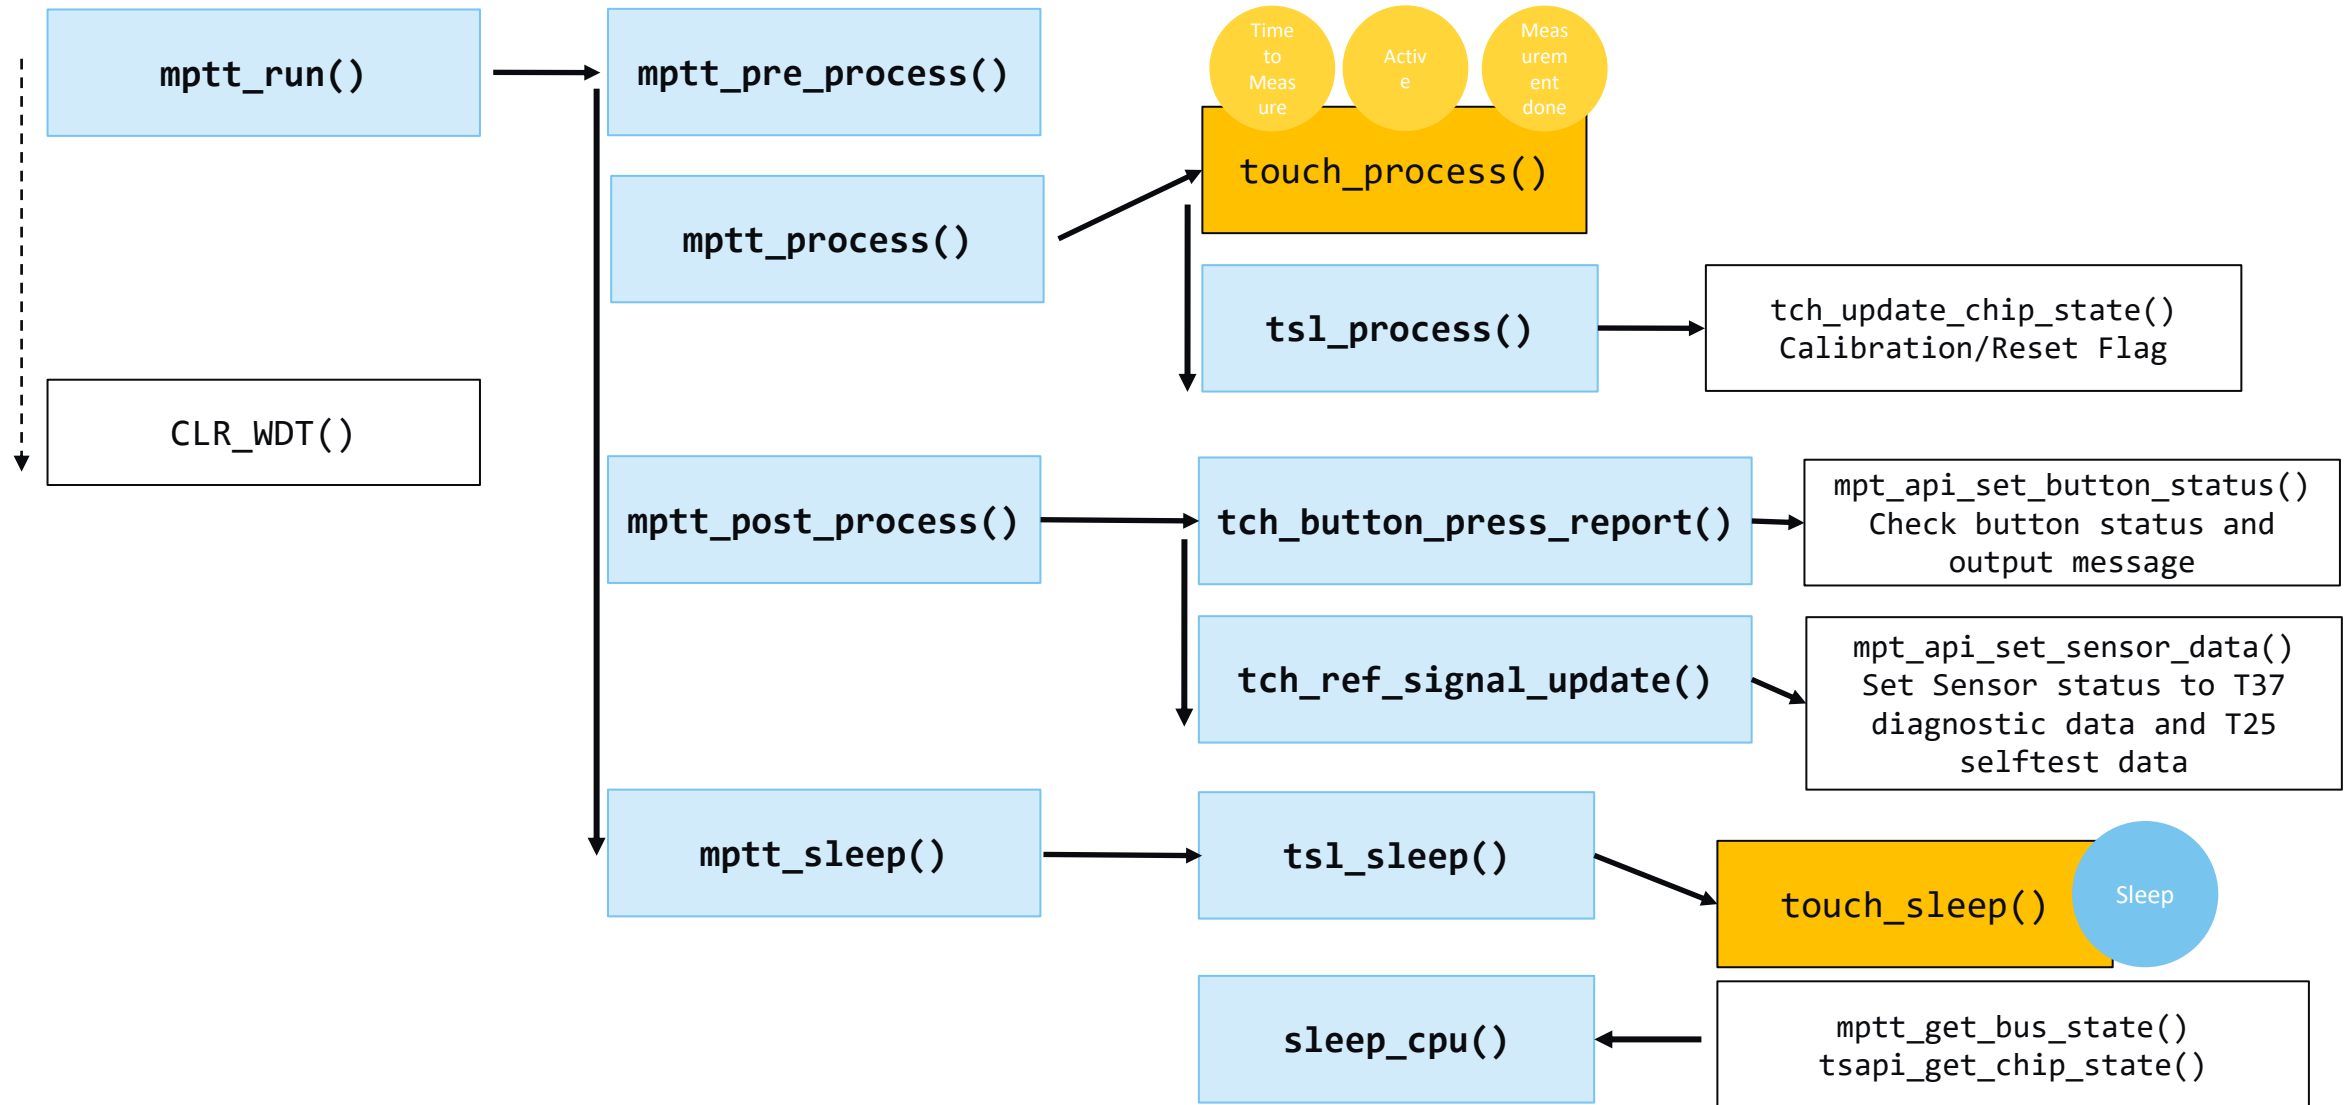 mptt_run()
mptt_pre_process()
Time
to
Meas
ure
Activ
e
Meas
urem
ent
done
touch_process()
mptt_process()
tsl_process()
tch_update_chip_state()
Calibration/Reset Flag
CLR_WDT()
mptt_post_process()
tch_button_press_report()
mpt_api_set_button_status()
Check button status and
output message
tch_ref_signal_update()
mpt_api_set_sensor_data()
Set Sensor status to T37
diagnostic data and T25
selftest data
mptt_sleep()
tsl_sleep()
touch_sleep()
Sleep
sleep_cpu()
mptt_get_bus_state()
tsapi_get_chip_state()